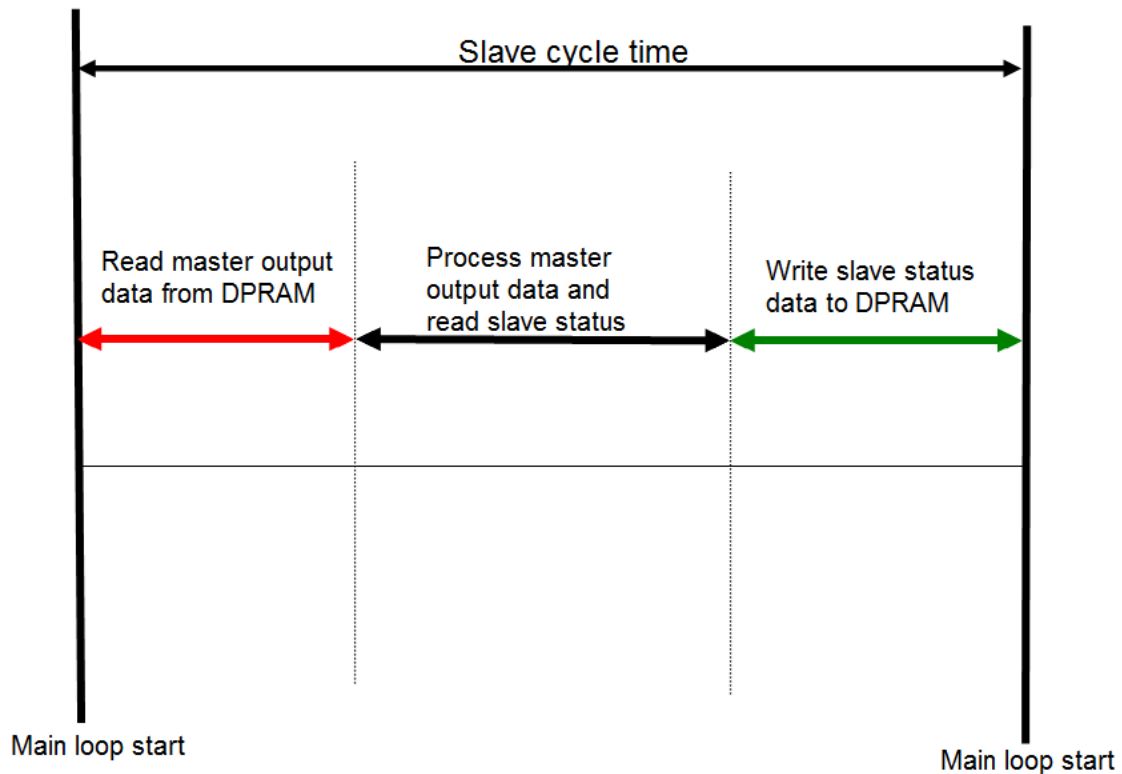 Slave cycle time
Read master output
data from DPRAM
Process master
output data and
read slave status
Write slave status
data to DPRAM
Main loop start
Main loop start